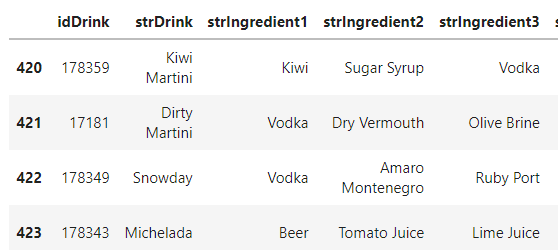 idDrink strDrink strIngredient1 strIngredient2 strIngredient3
420 178359 Kiwi Martini Kiwi Sugar Syrup Vodka
421 17181 Dirty Martini Vodka Dry Vermouth Olive Brine
422 178349 Snowday Vodka Amaro Montenegro Ruby Port
423 178343 Michelada Beer Tomato Juice Lime Juice